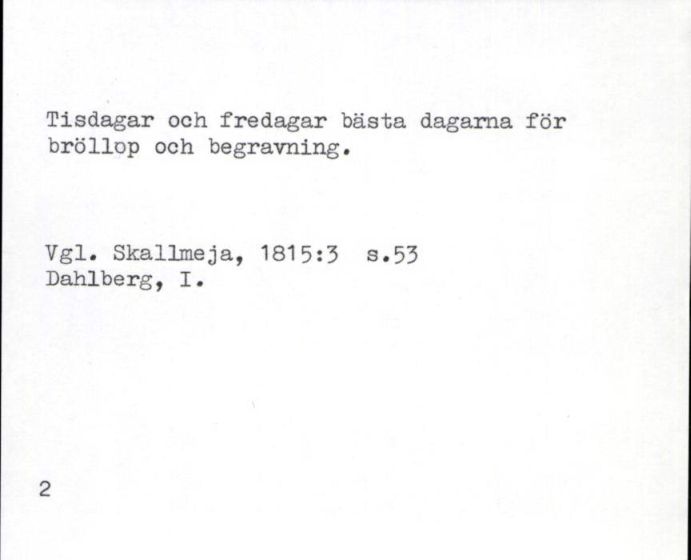 Tisdagar och fredagar bästa dagarna för
bröllop och begravning.
Vgl. Skallmeja, 1815:3 s.53
Dahlberg, I.
2